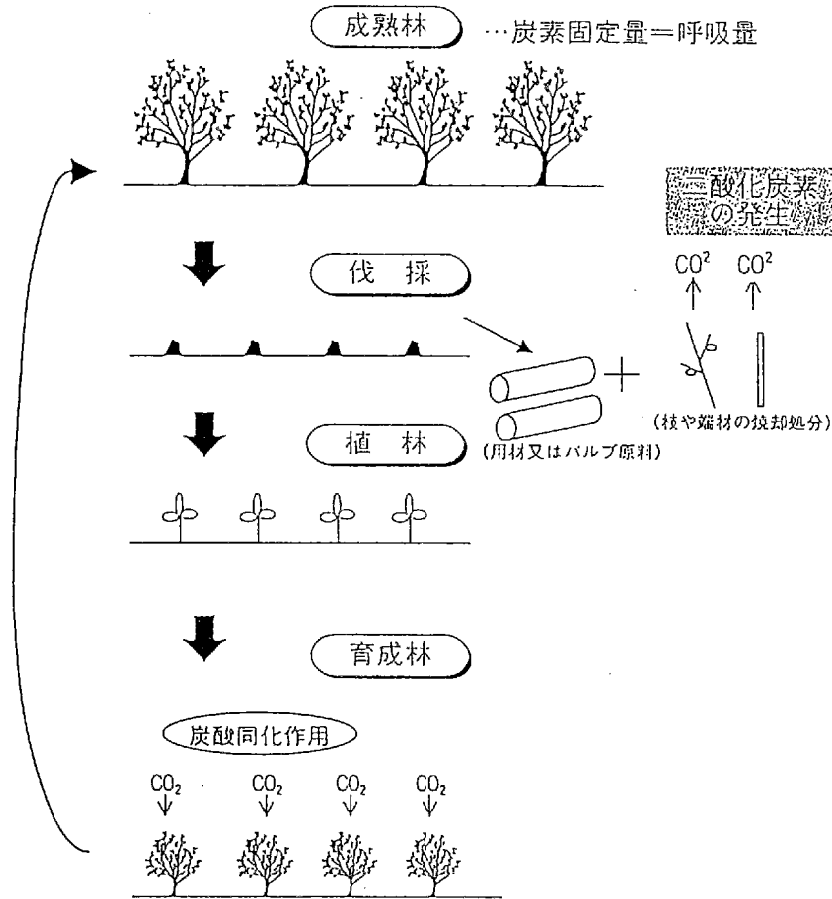 成熟林 …炭素固定量＝呼吸量
二酸化炭素
の発生
CO² CO²
伐 採
(枝や端材の焼却処分)
(用材又はパルプ原料)
植 林
育成林
炭酸同化作用
CO₂ CO₂ CO₂ CO₂